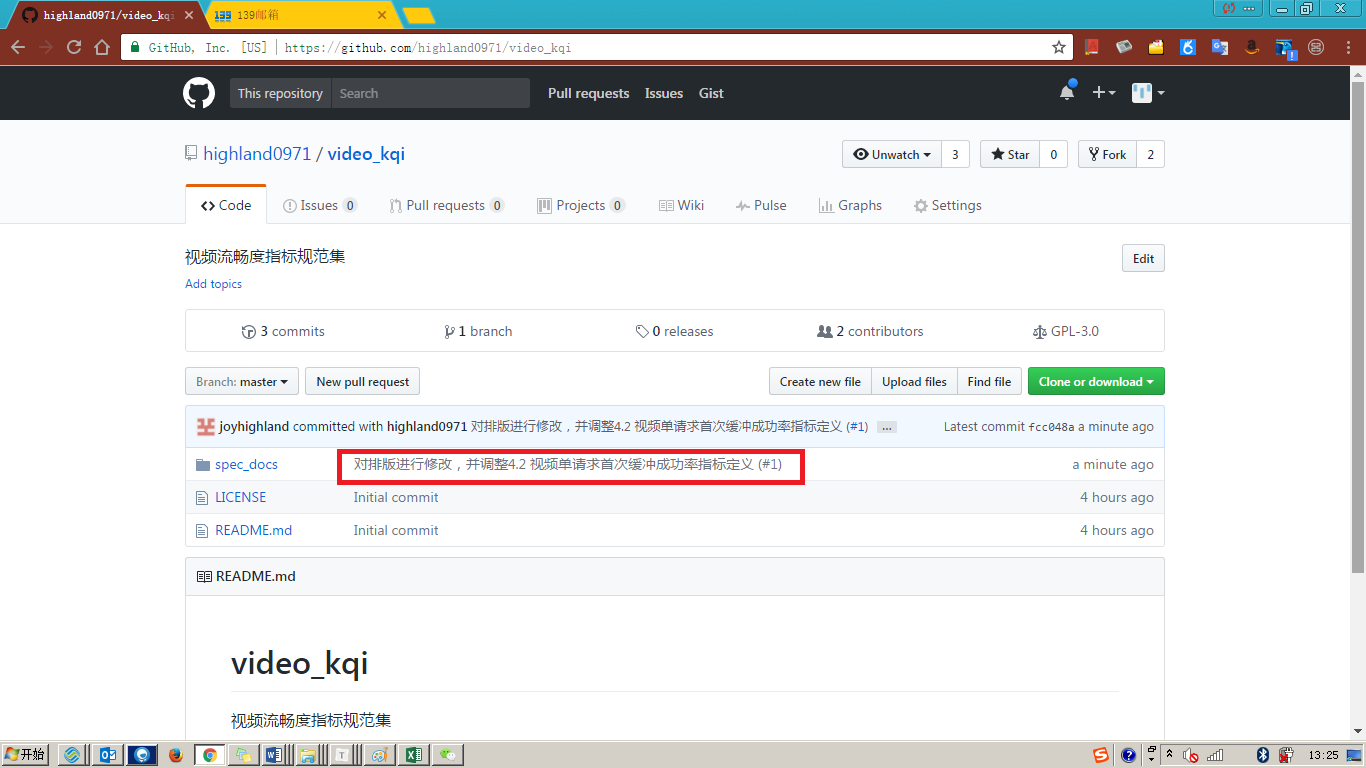 highland0971/video_kqi
139邮箱
GitHub, Inc. [US] | https://github.com/highland0971/video_kqi
This repository Search Pull requests Issues Gist
highland0971 / video_kqi
Unwatch 3 Star 0 Fork 2
Code Issues 0 Pull requests 0 Projects 0 Wiki Pulse Graphs Settings
视频流畅度指标规范集
Edit
Add topics
3 commits 1 branch 0 releases 2 contributors GPL-3.0
Branch: master New pull request Create new file Upload files Find file Clone or download
joyhighland committed with highland0971 对排版进行修改，并调整4.2 视频单请求首次缓冲成功率指标定义 (#1) ... Latest commit fcc048a a minute ago
spec_docs 对排版进行修改，并调整4.2 视频单请求首次缓冲成功率指标定义 (#1) a minute ago
LICENSE Initial commit 4 hours ago
README.md Initial commit 4 hours ago
README.md
video_kqi
视频流畅度指标规范集
开始 13:25